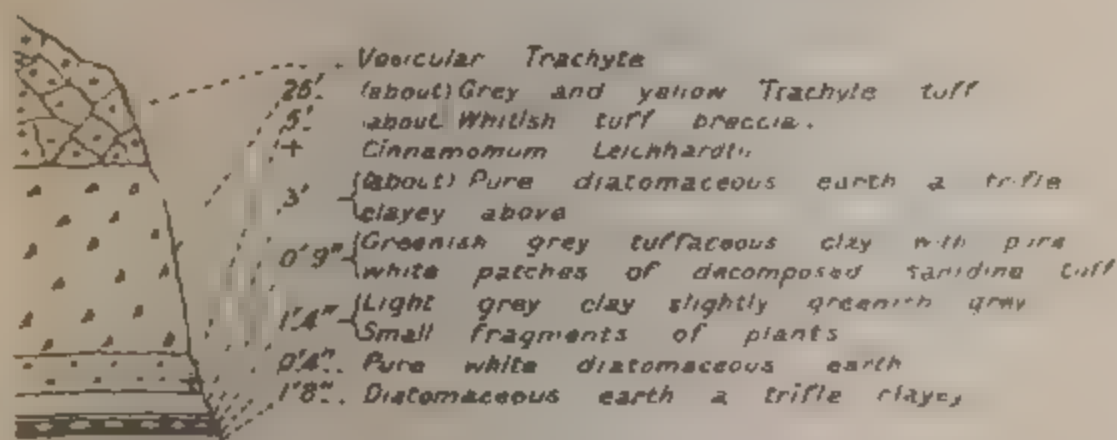 Vesicular Trachyte
25' (about) Grey and yellow Trachyte tuff
5' about Whitish tuff breccia.
+ Cinnamomum Leichhardtii
3' (about) Pure diatomaceous earth a trifle
clayey above
0'9" Greenish grey tuffaceous clay with pure
white patches of decomposed sanidine tuff
1'4" Light grey clay slightly greenish grey
Small fragments of plants
0'4" Pure white diatomaceous earth
1'8" Diatomaceous earth a trifle clayey